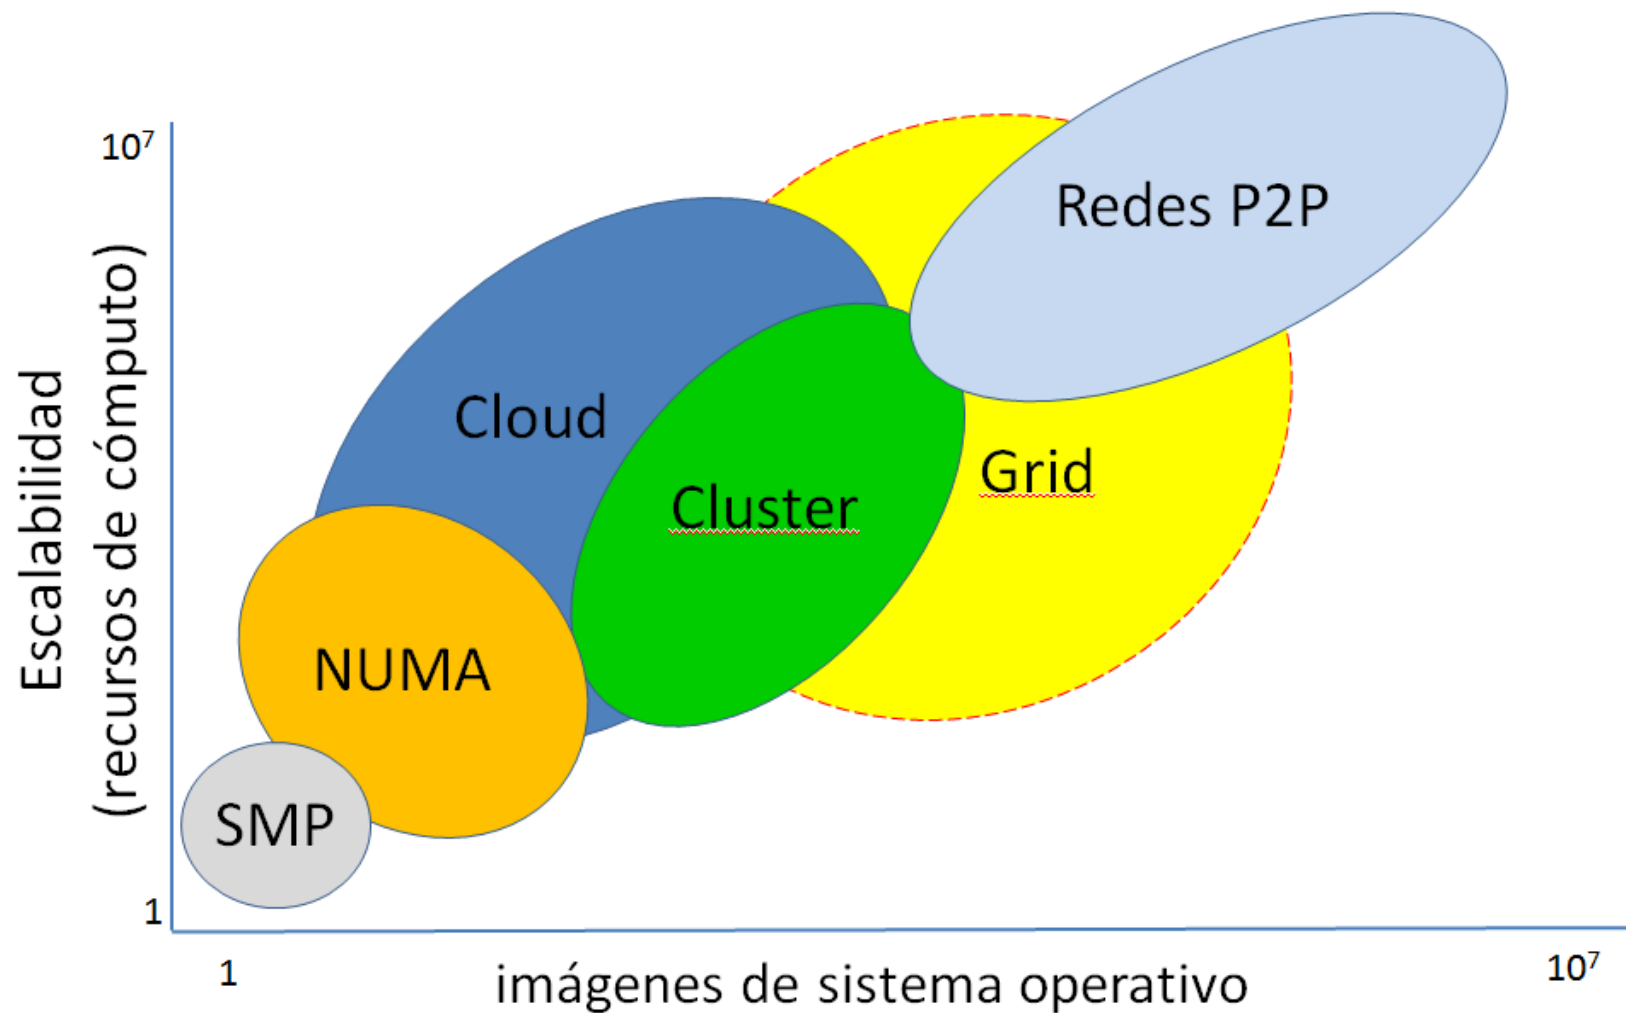 10⁷
Redes P2P
Escalabilidad
(recursos de cómputo)
Cloud
Grid
Cluster
NUMA
SMP
1
1
imágenes de sistema operativo
10⁷